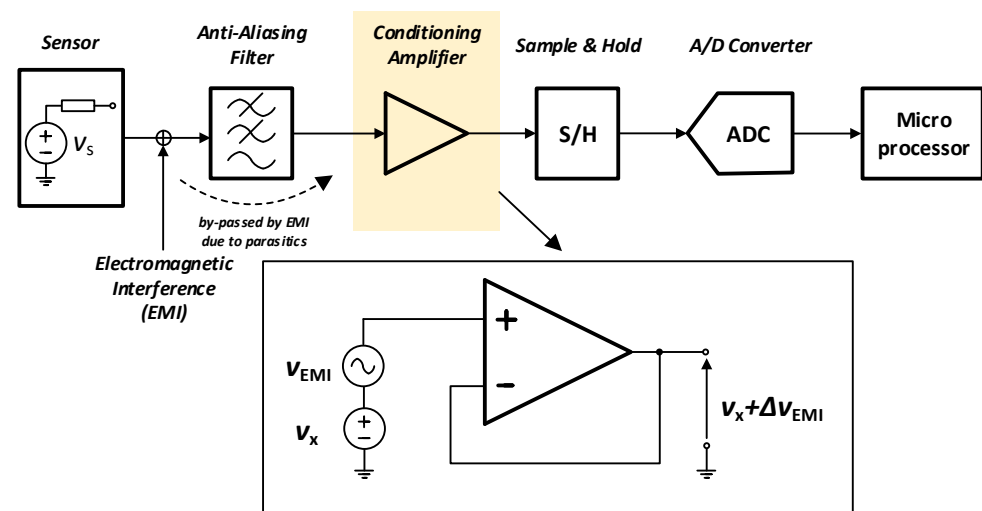 Sensor
Anti-Aliasing
Filter
Conditioning
Amplifier
Sample & Hold
A/D Converter
+
−
Vs
S/H
ADC
Micro
processor
by-passed by EMI
due to parasitics
Electromagnetic
Interference
(EMI)
+
−
vEMI
+
−
vx
vx+ΔvEMI